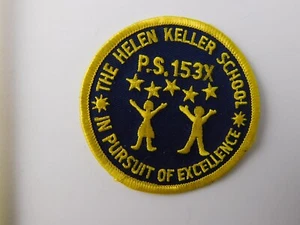 THE HELEN KELLER SCHOOL
P.S. 153X
IN PURSUIT OF EXCELLENCE